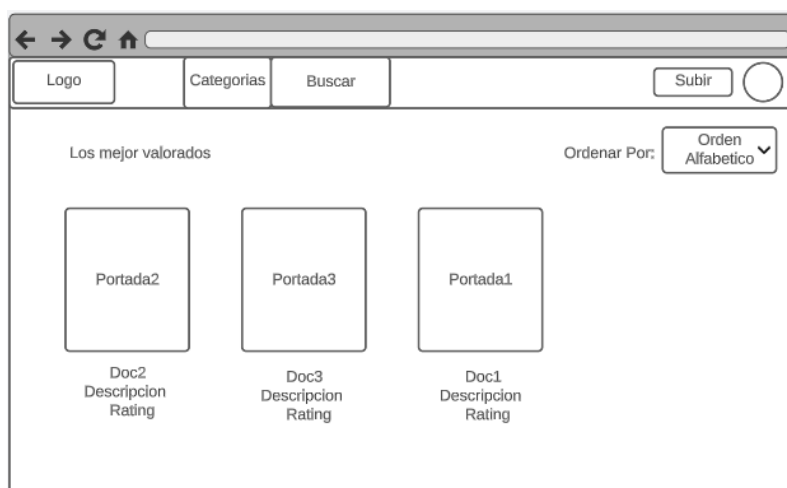 Logo
Categorias
Buscar
Subir
Los mejor valorados
Ordenar Por:
Orden
Alfabetico
Portada2
Portada3
Portada1
Doc2
Descripcion
Rating
Doc3
Descripcion
Rating
Doc1
Descripcion
Rating